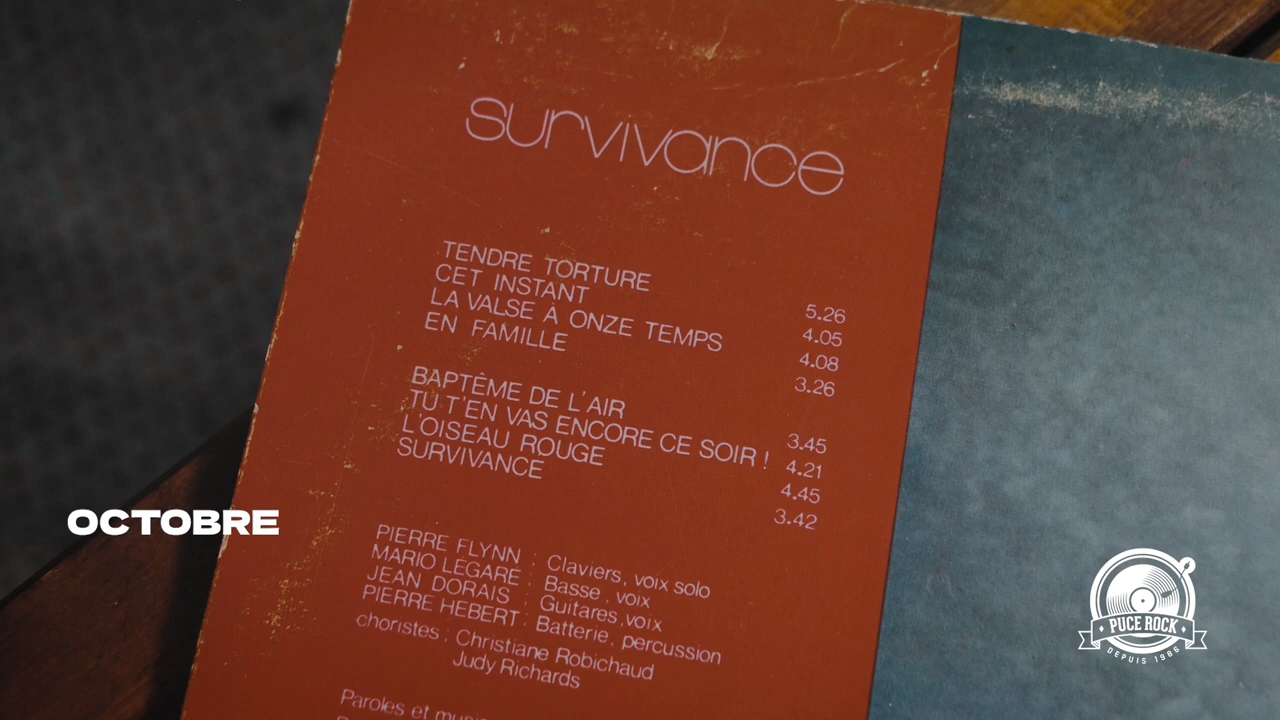 survivance
TENDRE TORTURE 5.26
CET INSTANT 4.05
LA VALSE À ONZE TEMPS 4.08
EN FAMILLE 3.26
BAPTÊME DE L'AIR 3.45
TU T'EN VAS ENCORE CE SOIR ! 4.21
L'OISEAU ROUGE 4.45
SURVIVANCE 3.42
PIERRE FLYNN : Claviers, voix solo
MARIO LÉGARÉ : Basse, voix
JEAN DORAIS : Guitares, voix
PIERRE HEBERT : Batterie, percussion
choristes : Christiane Robichaud
Judy Richards
Paroles et
OCTOBRE
PUCE ROCK
DEPUIS 1986